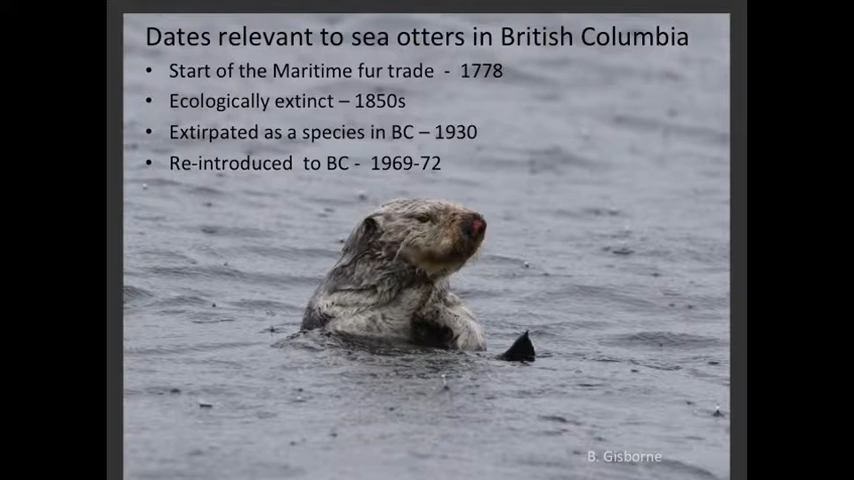 Dates relevant to sea otters in British Columbia
• Start of the Maritime fur trade - 1778
• Ecologically extinct – 1850s
• Extirpated as a species in BC – 1930
• Re-introduced to BC - 1969-72
B. Gisborne